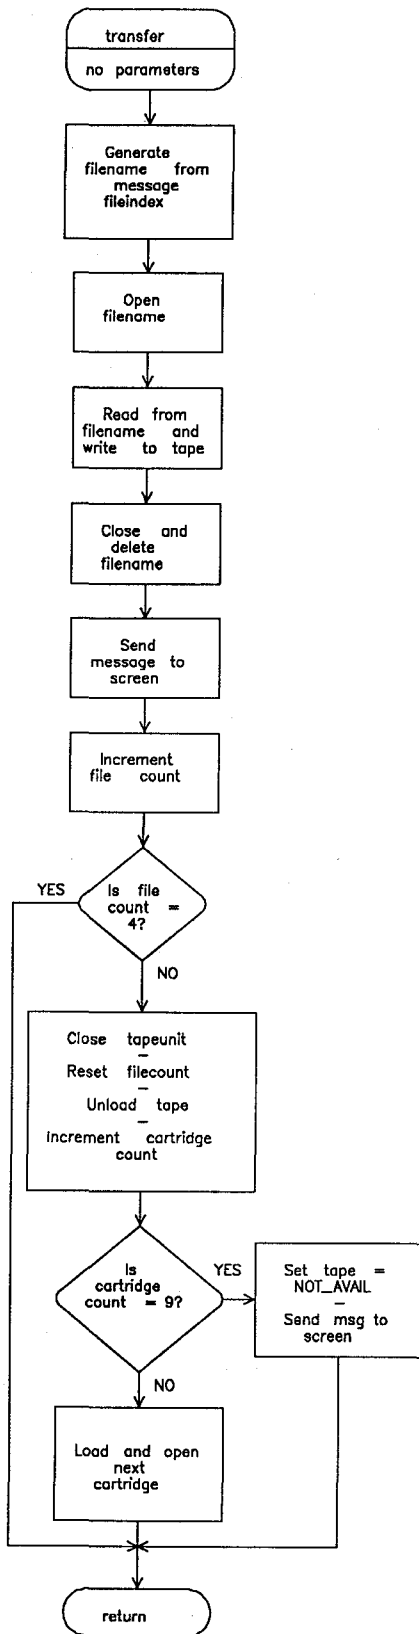 transfer
no parameters
Generate
filename from
message
fileindex
Open
filename
Read from
filename and
write to tape
Close and
delete
filename
Send
message to
screen
Increment
file count
YES
Is file
count =
4?
NO
Close tapeunit
–
Reset filecount
–
Unload tape
–
increment cartridge
count
Is
cartridge
count = 9?
YES
Set tape =
NOT_AVAIL
–
Send msg to
screen
NO
Load and open
next
cartridge
return